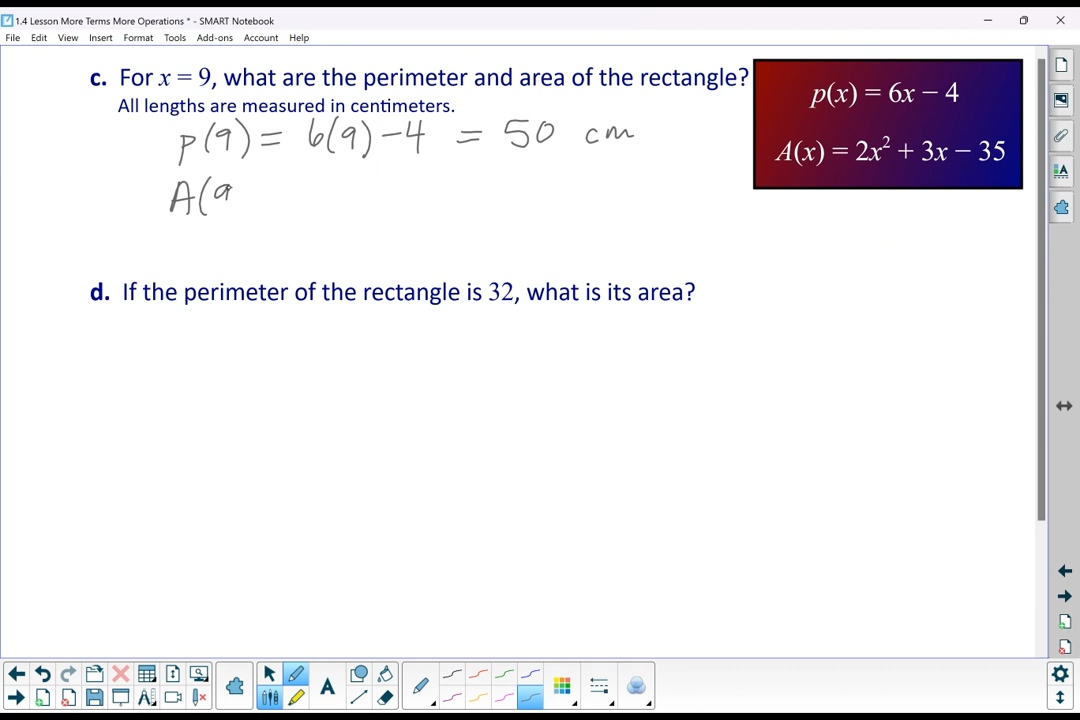 1.4 Lesson More Terms More Operations * - SMART Notebook
File Edit View Insert Format Tools Add-ons Account Help
c. For x = 9, what are the perimeter and area of the rectangle?
All lengths are measured in centimeters.
p(x) = 6x − 4
A(x) = 2x² + 3x − 35
p(9) = 6(9) − 4 = 50 cm
A(9
d. If the perimeter of the rectangle is 32, what is its area?